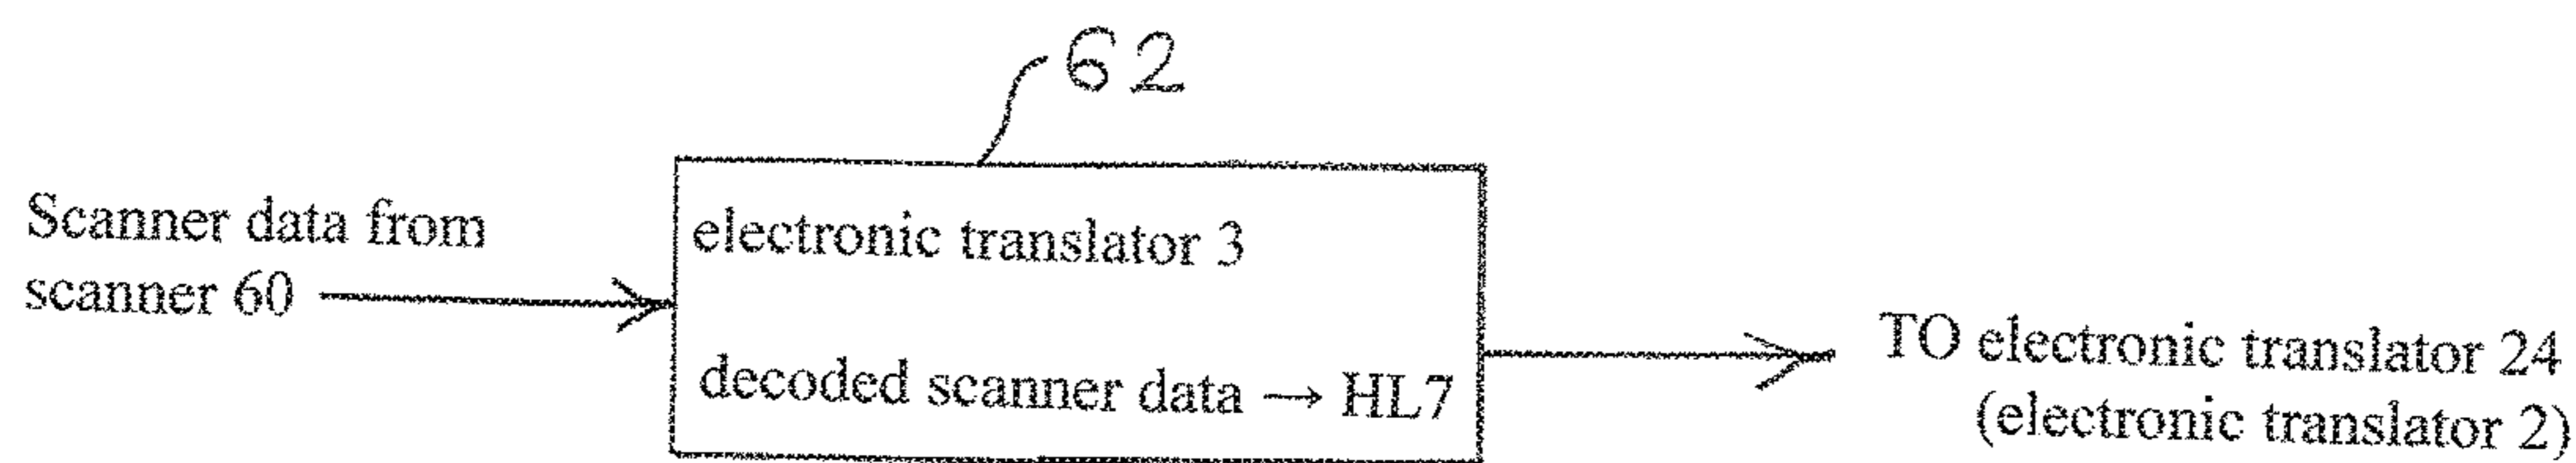 62
Scanner data from
scanner 60
electronic translator 3
decoded scanner data → HL7
TO electronic translator 24
(electronic translator 2)